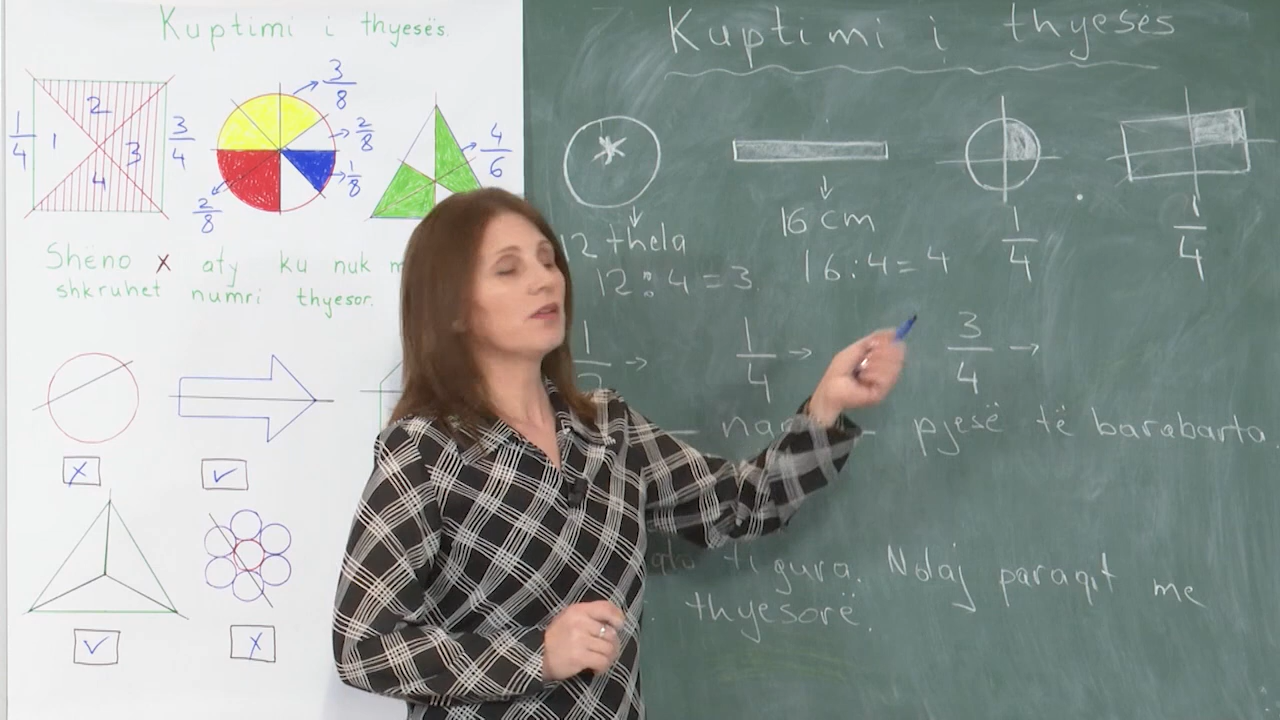 Kuptimi i thyesës.
1/4
1
2
3
4
3/4
3/8
2/8
1/8
2/8
4/6
Shëno x aty ku nuk
shkruhet numri thyesor.
x
✓
✓
x
Kuptimi i thyesës
12 thela
12 : 4 = 3
16 cm
16 : 4 = 4
1/4
1/4
1/4 →
3/4 →
pjesë të barabarta
figura. Ndaj paraqit me
thyesorë.